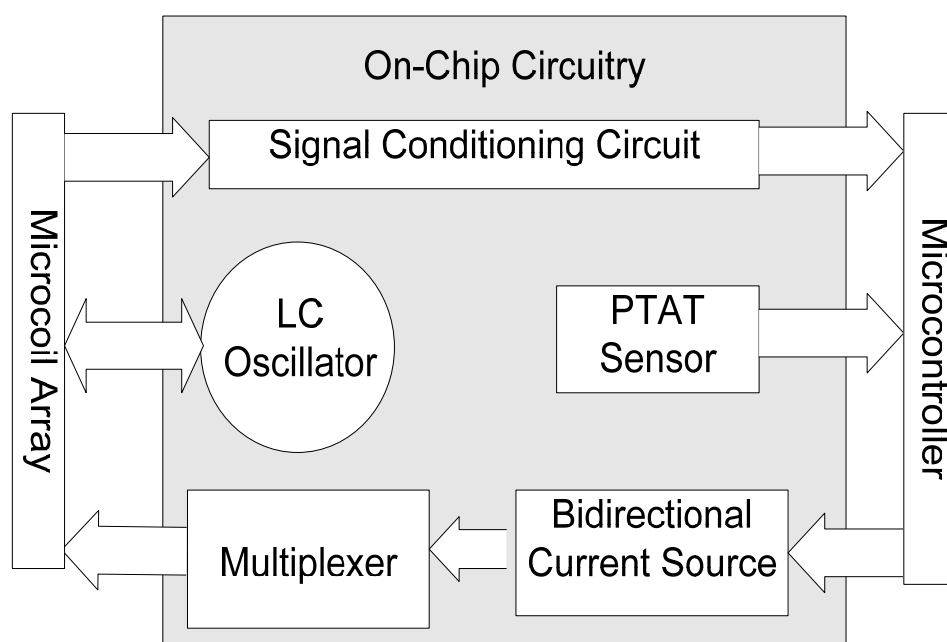 On-Chip Circuitry
Signal Conditioning Circuit
Microcoil Array
Microcontroller
LC
Oscillator
PTAT
Sensor
Multiplexer
Bidirectional
Current Source